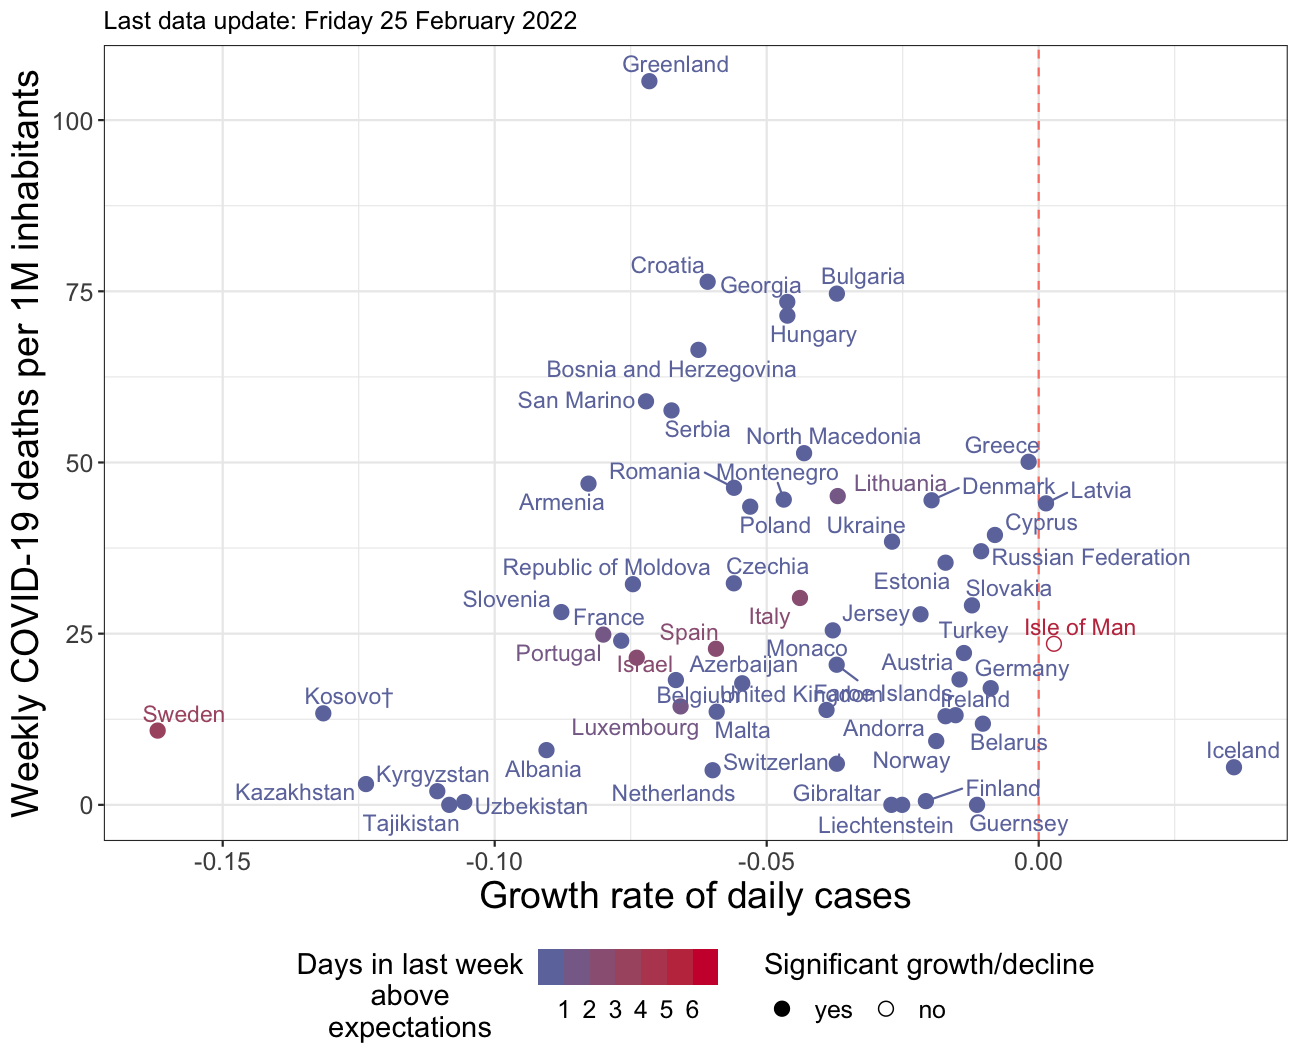 Last data update: Friday 25 February 2022
Weekly COVID-19 deaths per 1M inhabitants
100
75
50
25
0
Greenland
Croatia
Georgia
Bulgaria
Hungary
Bosnia and Herzegovina
San Marino
Serbia
North Macedonia
Greece
Romania
Montenegro
Lithuania
Denmark
Latvia
Armenia
Poland
Ukraine
Cyprus
Russian Federation
Republic of Moldova
Czechia
Estonia
Slovakia
Slovenia
France
Italy
Jersey
Spain
Turkey
Isle of Man
Portugal
Israel
Azerbaijan
Monaco
Austria
Germany
Kosovo†
Belgium
United Kingdom
Faroe Islands
Ireland
Sweden
Luxembourg
Malta
Andorra
Belarus
Albania
Switzerland
Norway
Iceland
Kazakhstan
Kyrgyzstan
Uzbekistan
Netherlands
Gibraltar
Finland
Tajikistan
Liechtenstein
Guernsey
-0.15
-0.10
-0.05
0.00
Growth rate of daily cases
Days in last week
above
expectations
1 2 3 4 5 6
Significant growth/decline
yes
no